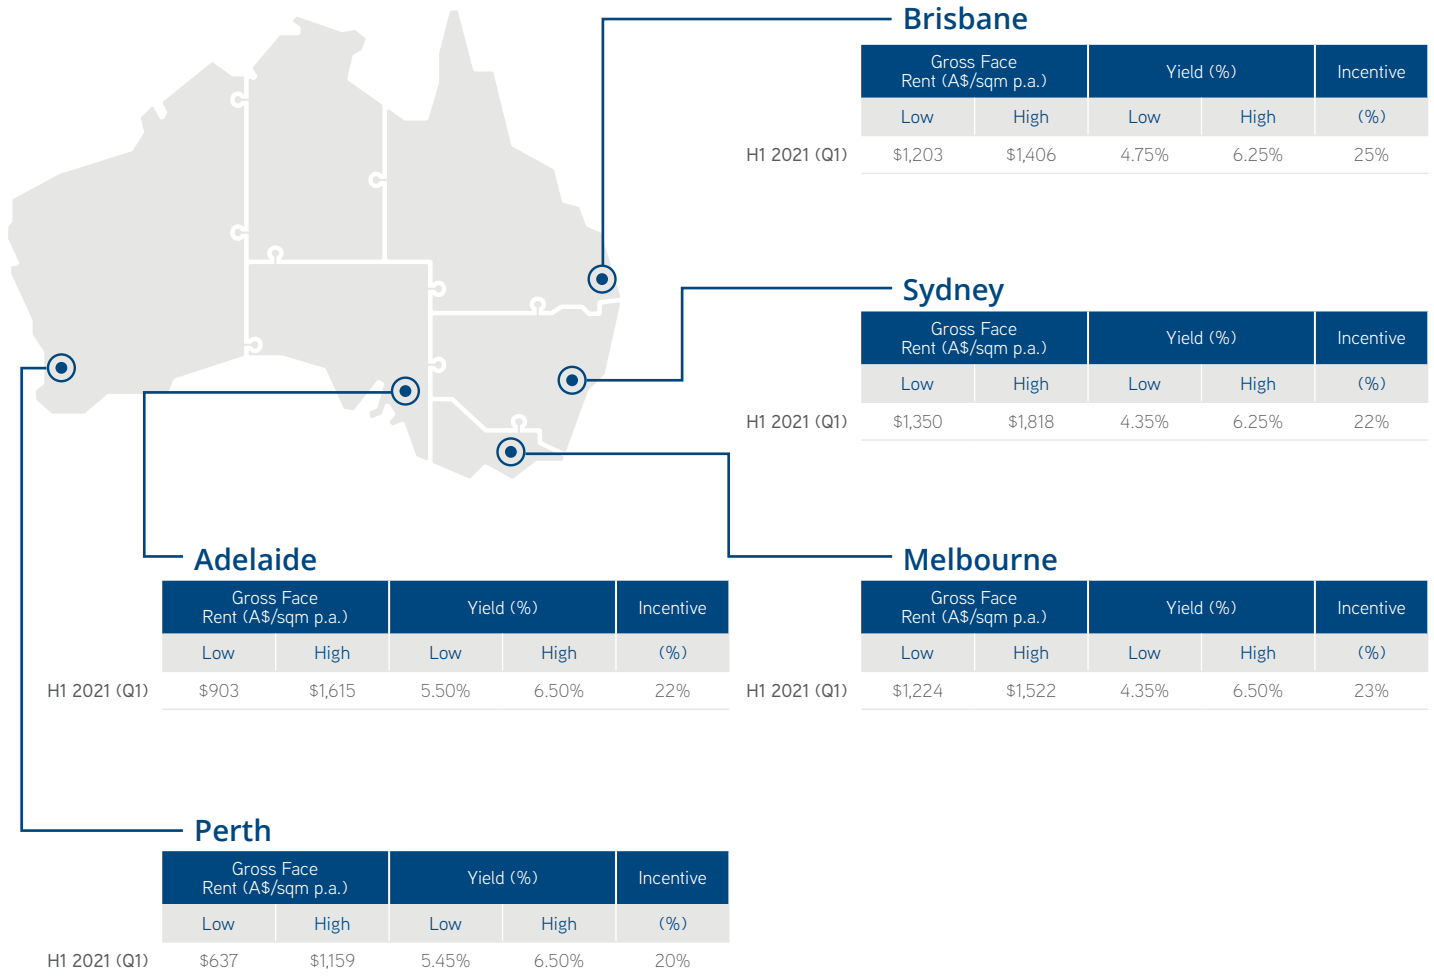 Brisbane
Gross Face
Rent (A$/sqm p.a.) Yield (%) Incentive
Low High Low High (%)
H1 2021 (Q1) $1,203 $1,406 4.75% 6.25% 25%
Sydney
Gross Face
Rent (A$/sqm p.a.) Yield (%) Incentive
Low High Low High (%)
H1 2021 (Q1) $1,350 $1,818 4.35% 6.25% 22%
Adelaide
Gross Face
Rent (A$/sqm p.a.) Yield (%) Incentive
Low High Low High (%)
H1 2021 (Q1) $903 $1,615 5.50% 6.50% 22%
Melbourne
Gross Face
Rent (A$/sqm p.a.) Yield (%) Incentive
Low High Low High (%)
H1 2021 (Q1) $1,224 $1,522 4.35% 6.50% 23%
Perth
Gross Face
Rent (A$/sqm p.a.) Yield (%) Incentive
Low High Low High (%)
H1 2021 (Q1) $637 $1,159 5.45% 6.50% 20%